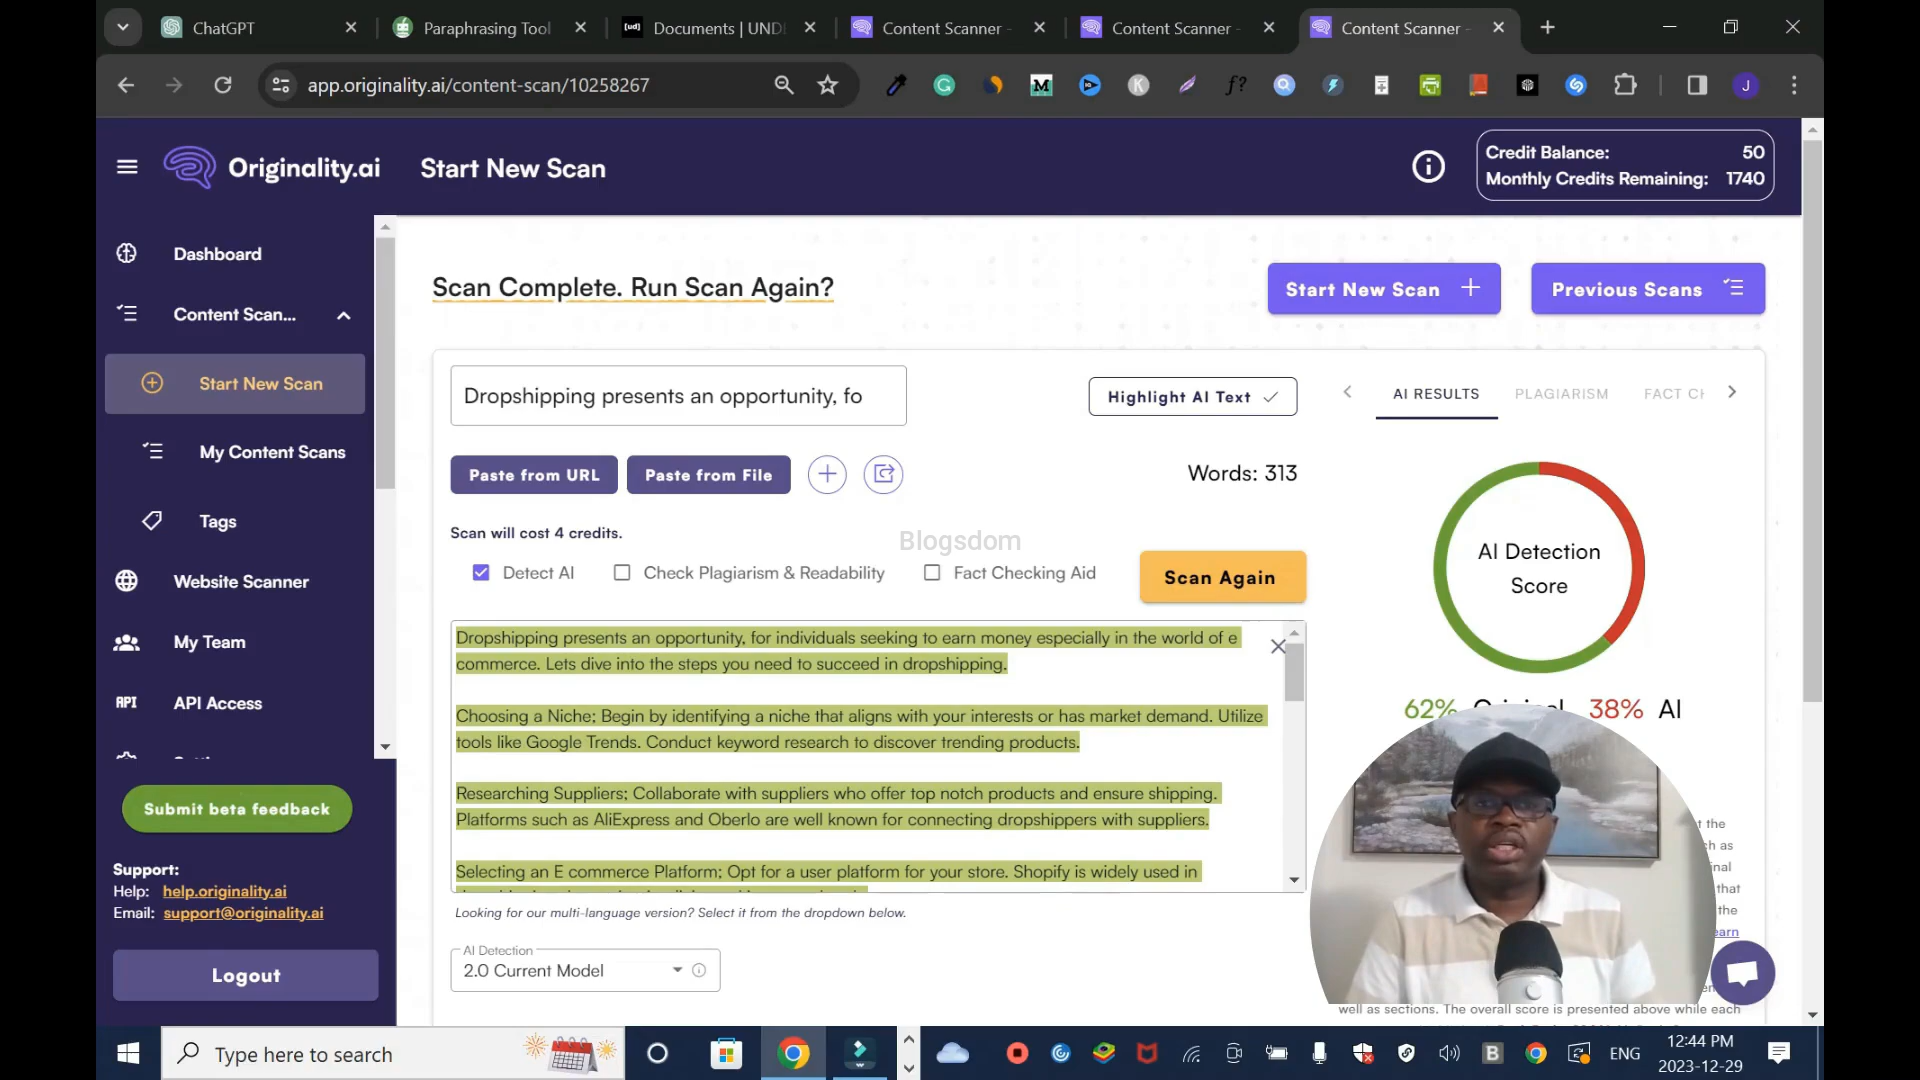 ChatGPT
Paraphrasing Tool
[ud]
Documents | UND
Content Scanner -
Content Scanner -
Content Scanner -
app.originality.ai/content-scan/10258267
Originality.ai
Start New Scan
Credit Balance: 50
Monthly Credits Remaining: 1740
Dashboard
Content Scan...
Start New Scan
My Content Scans
Tags
Website Scanner
My Team
API API Access
Submit beta feedback
Support:
Help: help.originality.ai
Email: support@originality.ai
Logout
Scan Complete. Run Scan Again?
Start New Scan
Previous Scans
Dropshipping presents an opportunity, fo
Highlight AI Text
Paste from URL
Paste from File
Words: 313
Scan will cost 4 credits.
Blogsdom
Detect AI
Check Plagiarism & Readability
Fact Checking Aid
Scan Again
Dropshipping presents an opportunity, for individuals seeking to earn money especially in the world of e
commerce. Lets dive into the steps you need to succeed in dropshipping.
Choosing a Niche; Begin by identifying a niche that aligns with your interests or has market demand. Utilize
tools like Google Trends. Conduct keyword research to discover trending products.
Researching Suppliers; Collaborate with suppliers who offer top notch products and ensure shipping.
Platforms such as AliExpress and Oberlo are well known for connecting dropshippers with suppliers.
Selecting an E commerce Platform; Opt for a user platform for your store. Shopify is widely used in
Looking for our multi-language version? Select it from the dropdown below.
AI Detection
2.0 Current Model
AI RESULTS
PLAGIARISM
FACT CH
AI Detection
Score
62% Original 38% AI
t the
ch as
inal
that
the
earn
well as sections. The overall score is presented above while each
Type here to search
ENG
12:44 PM
2023-12-29